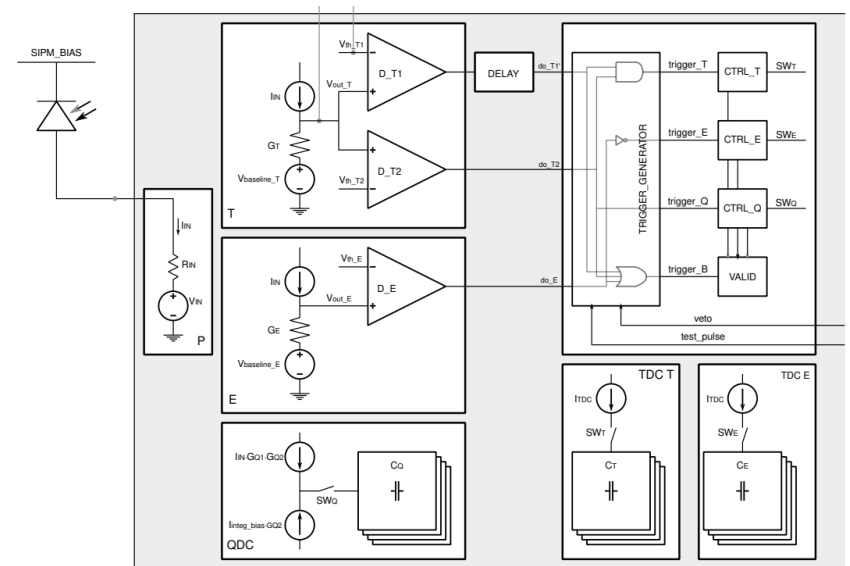 SIPM_BIAS
IIN
RIN
VIN
P
Vth_T1
D_T1
IIN
Vout_T
GT
Vbaseline_T
D_T2
Vth_T2
T
DELAY
do_T1'
do_T2
do_E
TRIGGER_GENERATOR
trigger_T
CTRL_T
SWT
trigger_E
CTRL_E
SWE
trigger_Q
CTRL_Q
SWQ
trigger_B
VALID
veto
test_pulse
Vth_E
IIN
Vout_E
D_E
GE
Vbaseline_E
E
IIN·GQ1·GQ2
SWQ
CQ
Iinteg_bias·GQ2
QDC
TDC T
ITDC
SWT
CT
TDC E
ITDC
SWE
CE